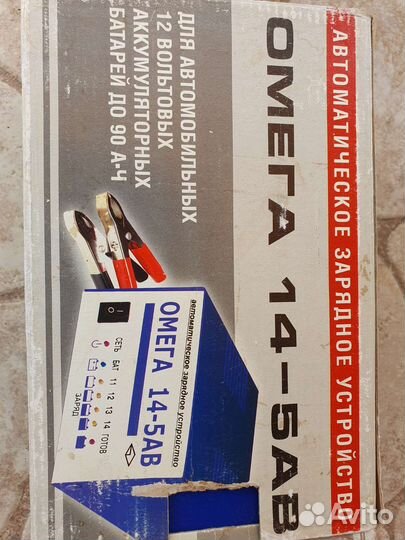 АВТОМАТИЧЕСКОЕ ЗАРЯДНОЕ УСТРОЙСТВО
ОМЕГА 14-5АВ
ДЛЯ АВТОМОБИЛЬНЫХ
12 ВОЛЬТОВЫХ
АККУМУЛЯТОРНЫХ
БАТАРЕЙ ДО 90 А·Ч
автоматическое зарядное устройство
ОМЕГА 14-5АВ
СЕТЬ БАТ 11 12 13 14 ГОТОВ
ЗАРЯД
Avito